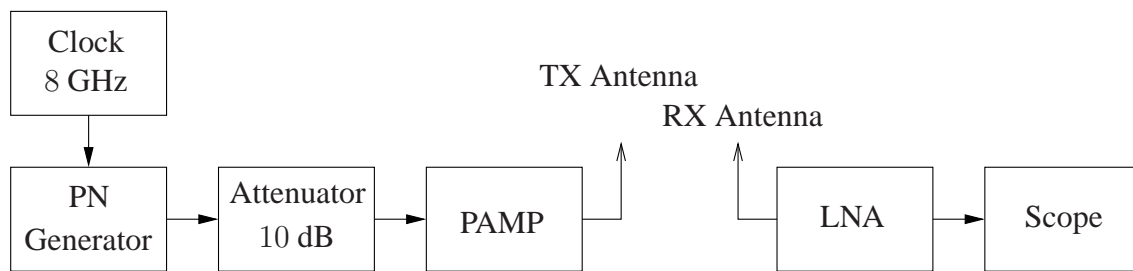 Clock
8 GHz
TX Antenna
RX Antenna
PN
Generator
Attenuator
10 dB
PAMP
LNA
Scope